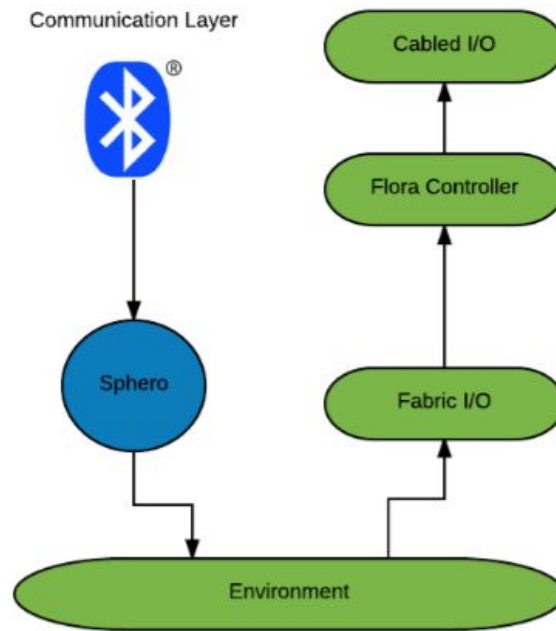 Communication Layer
®
Cabled I/O
Flora Controller
Sphero
Fabric I/O
Environment